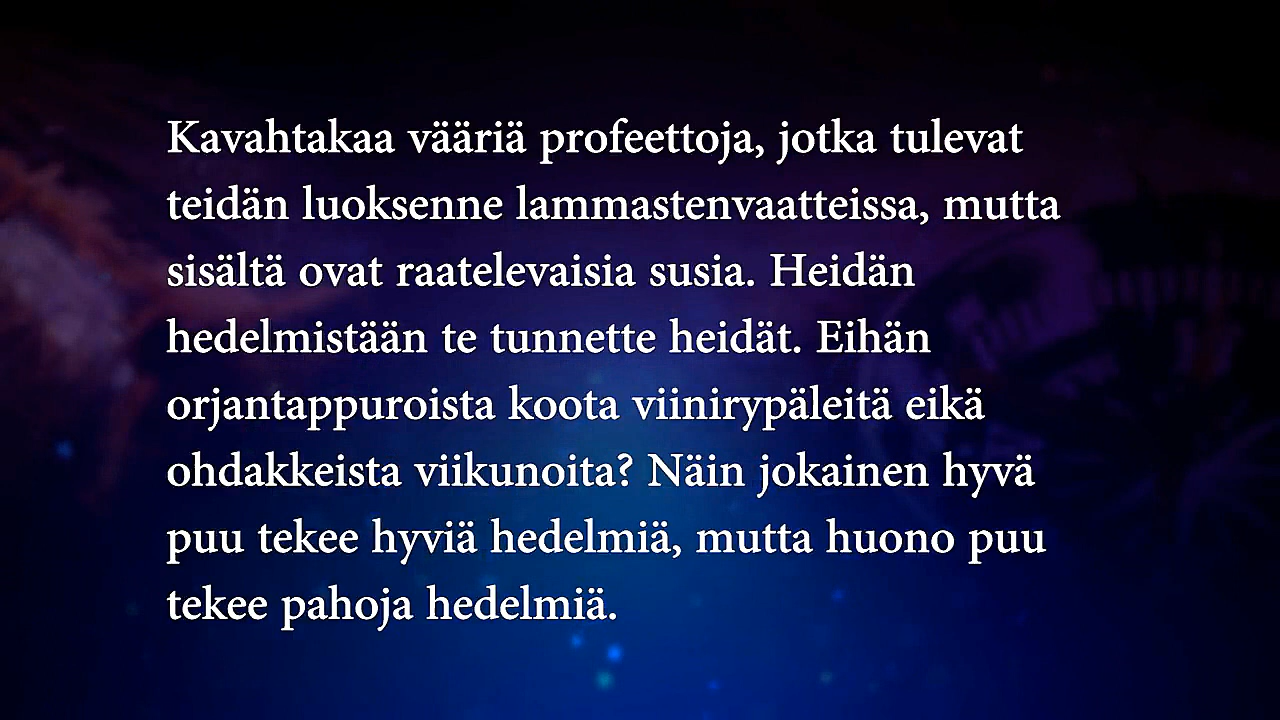 Kavahtakaa vääriä profeettoja, jotka tulevat
teidän luoksenne lammastenvaatteissa, mutta
sisältä ovat raatelevaisia susia. Heidän
hedelmistään te tunnette heidät. Eihän
orjantappuroista koota viinirypäleitä eikä
ohdakkeista viikunoita? Näin jokainen hyvä
puu tekee hyviä hedelmiä, mutta huono puu
tekee pahoja hedelmiä.